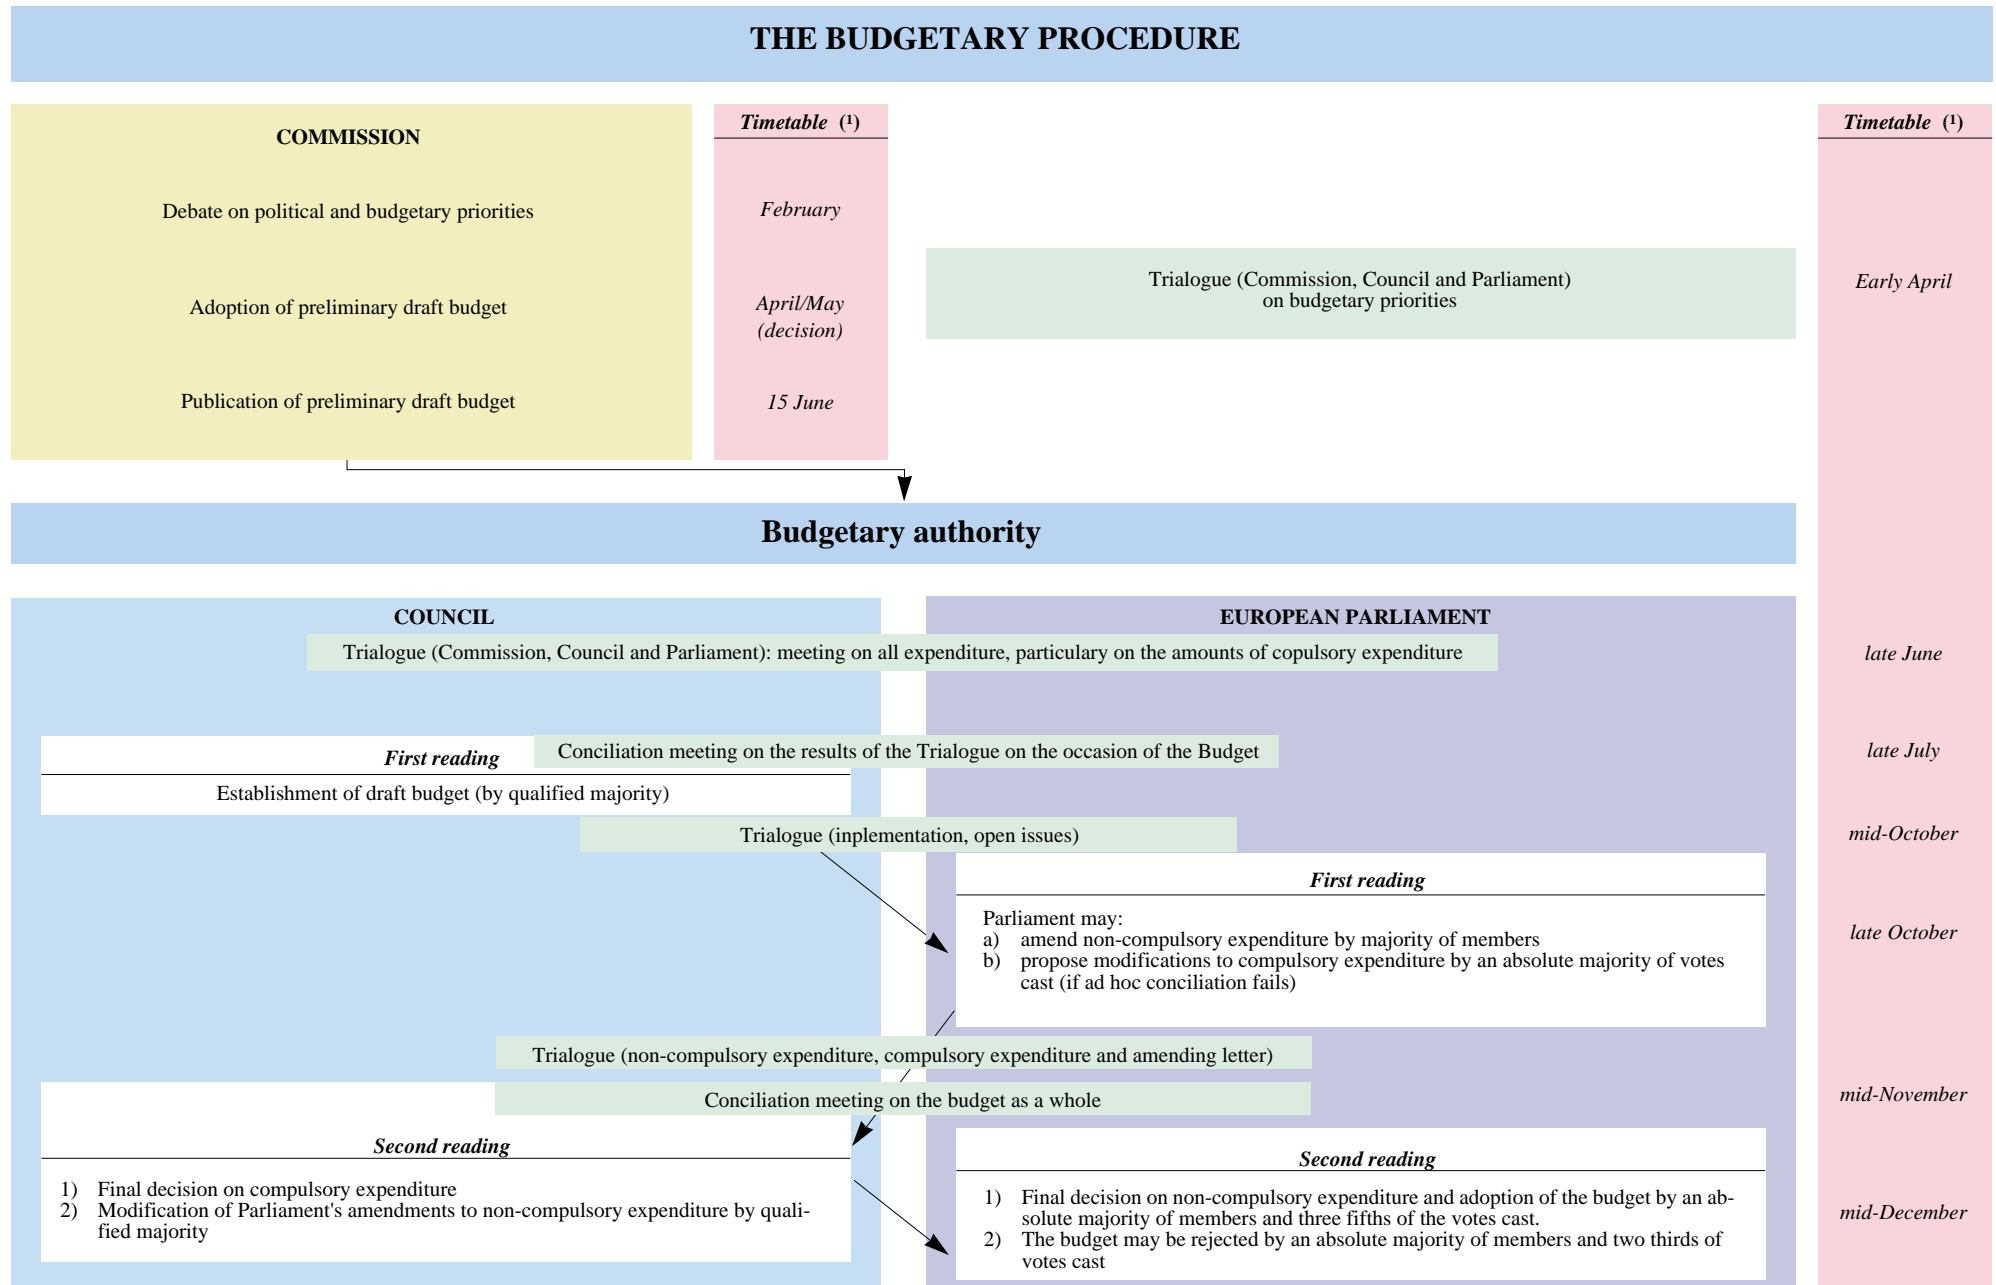 THE BUDGETARY PROCEDURE
COMMISSION
Timetable (¹)
Timetable (¹)
Debate on political and budgetary priorities
February
Trialogue (Commission, Council and Parliament)
on budgetary priorities
Early April
Adoption of preliminary draft budget
April/May
(decision)
Publication of preliminary draft budget
15 June
Budgetary authority
COUNCIL
EUROPEAN PARLIAMENT
Trialogue (Commission, Council and Parliament): meeting on all expenditure, particulary on the amounts of copulsory expenditure
late June
First reading
Conciliation meeting on the results of the Trialogue on the occasion of the Budget
late July
Establishment of draft budget (by qualified majority)
Trialogue (inplementation, open issues)
mid-October
First reading
Parliament may:
a) amend non-compulsory expenditure by majority of members
b) propose modifications to compulsory expenditure by an absolute majority of votes
cast (if ad hoc conciliation fails)
late October
Trialogue (non-compulsory expenditure, compulsory expenditure and amending letter)
Conciliation meeting on the budget as a whole
mid-November
Second reading
1) Final decision on compulsory expenditure
2) Modification of Parliament's amendments to non-compulsory expenditure by quali-
fied majority
Second reading
1) Final decision on non-compulsory expenditure and adoption of the budget by an ab-
solute majority of members and three fifths of the votes cast.
2) The budget may be rejected by an absolute majority of members and two thirds of
votes cast
mid-December